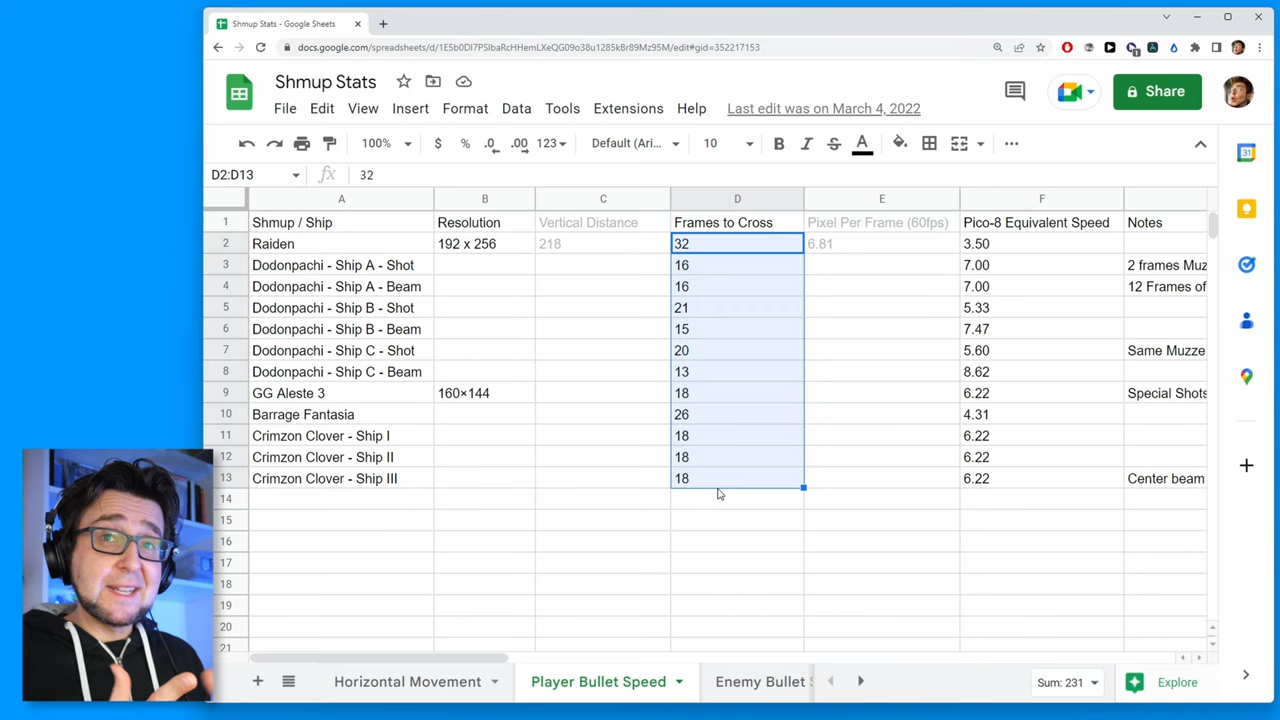 Shmup Stats - Google Sheets
docs.google.com/spreadsheets/d/1E5b0DI7PSIbaRcHHemLXeQG09o38u1285kBr89Mz95M/edit#gid=352217153
Shmup Stats
File Edit View Insert Format Data Tools Extensions Help Last edit was on March 4, 2022
Share
100% $ % .0 .00 123 Default (Ari... 10 B I S A
D2:D13 fx 32
A B C D E F
1 Shmup / Ship Resolution Vertical Distance Frames to Cross Pixel Per Frame (60fps) Pico-8 Equivalent Speed Notes
2 Raiden 192 x 256 218 32 6.81 3.50
3 Dodonpachi - Ship A - Shot 16 7.00 2 frames Muz
4 Dodonpachi - Ship A - Beam 16 7.00 12 Frames of
5 Dodonpachi - Ship B - Shot 21 5.33
6 Dodonpachi - Ship B - Beam 15 7.47
7 Dodonpachi - Ship C - Shot 20 5.60 Same Muzze
8 Dodonpachi - Ship C - Beam 13 8.62
9 GG Aleste 3 160×144 18 6.22 Special Shots
10 Barrage Fantasia 26 4.31
11 Crimzon Clover - Ship I 18 6.22
12 Crimzon Clover - Ship II 18 6.22
13 Crimzon Clover - Ship III 18 6.22 Center beam
14
15
16
17
18
19
20
21
Horizontal Movement Player Bullet Speed Enemy Bullet Sum: 231 Explore